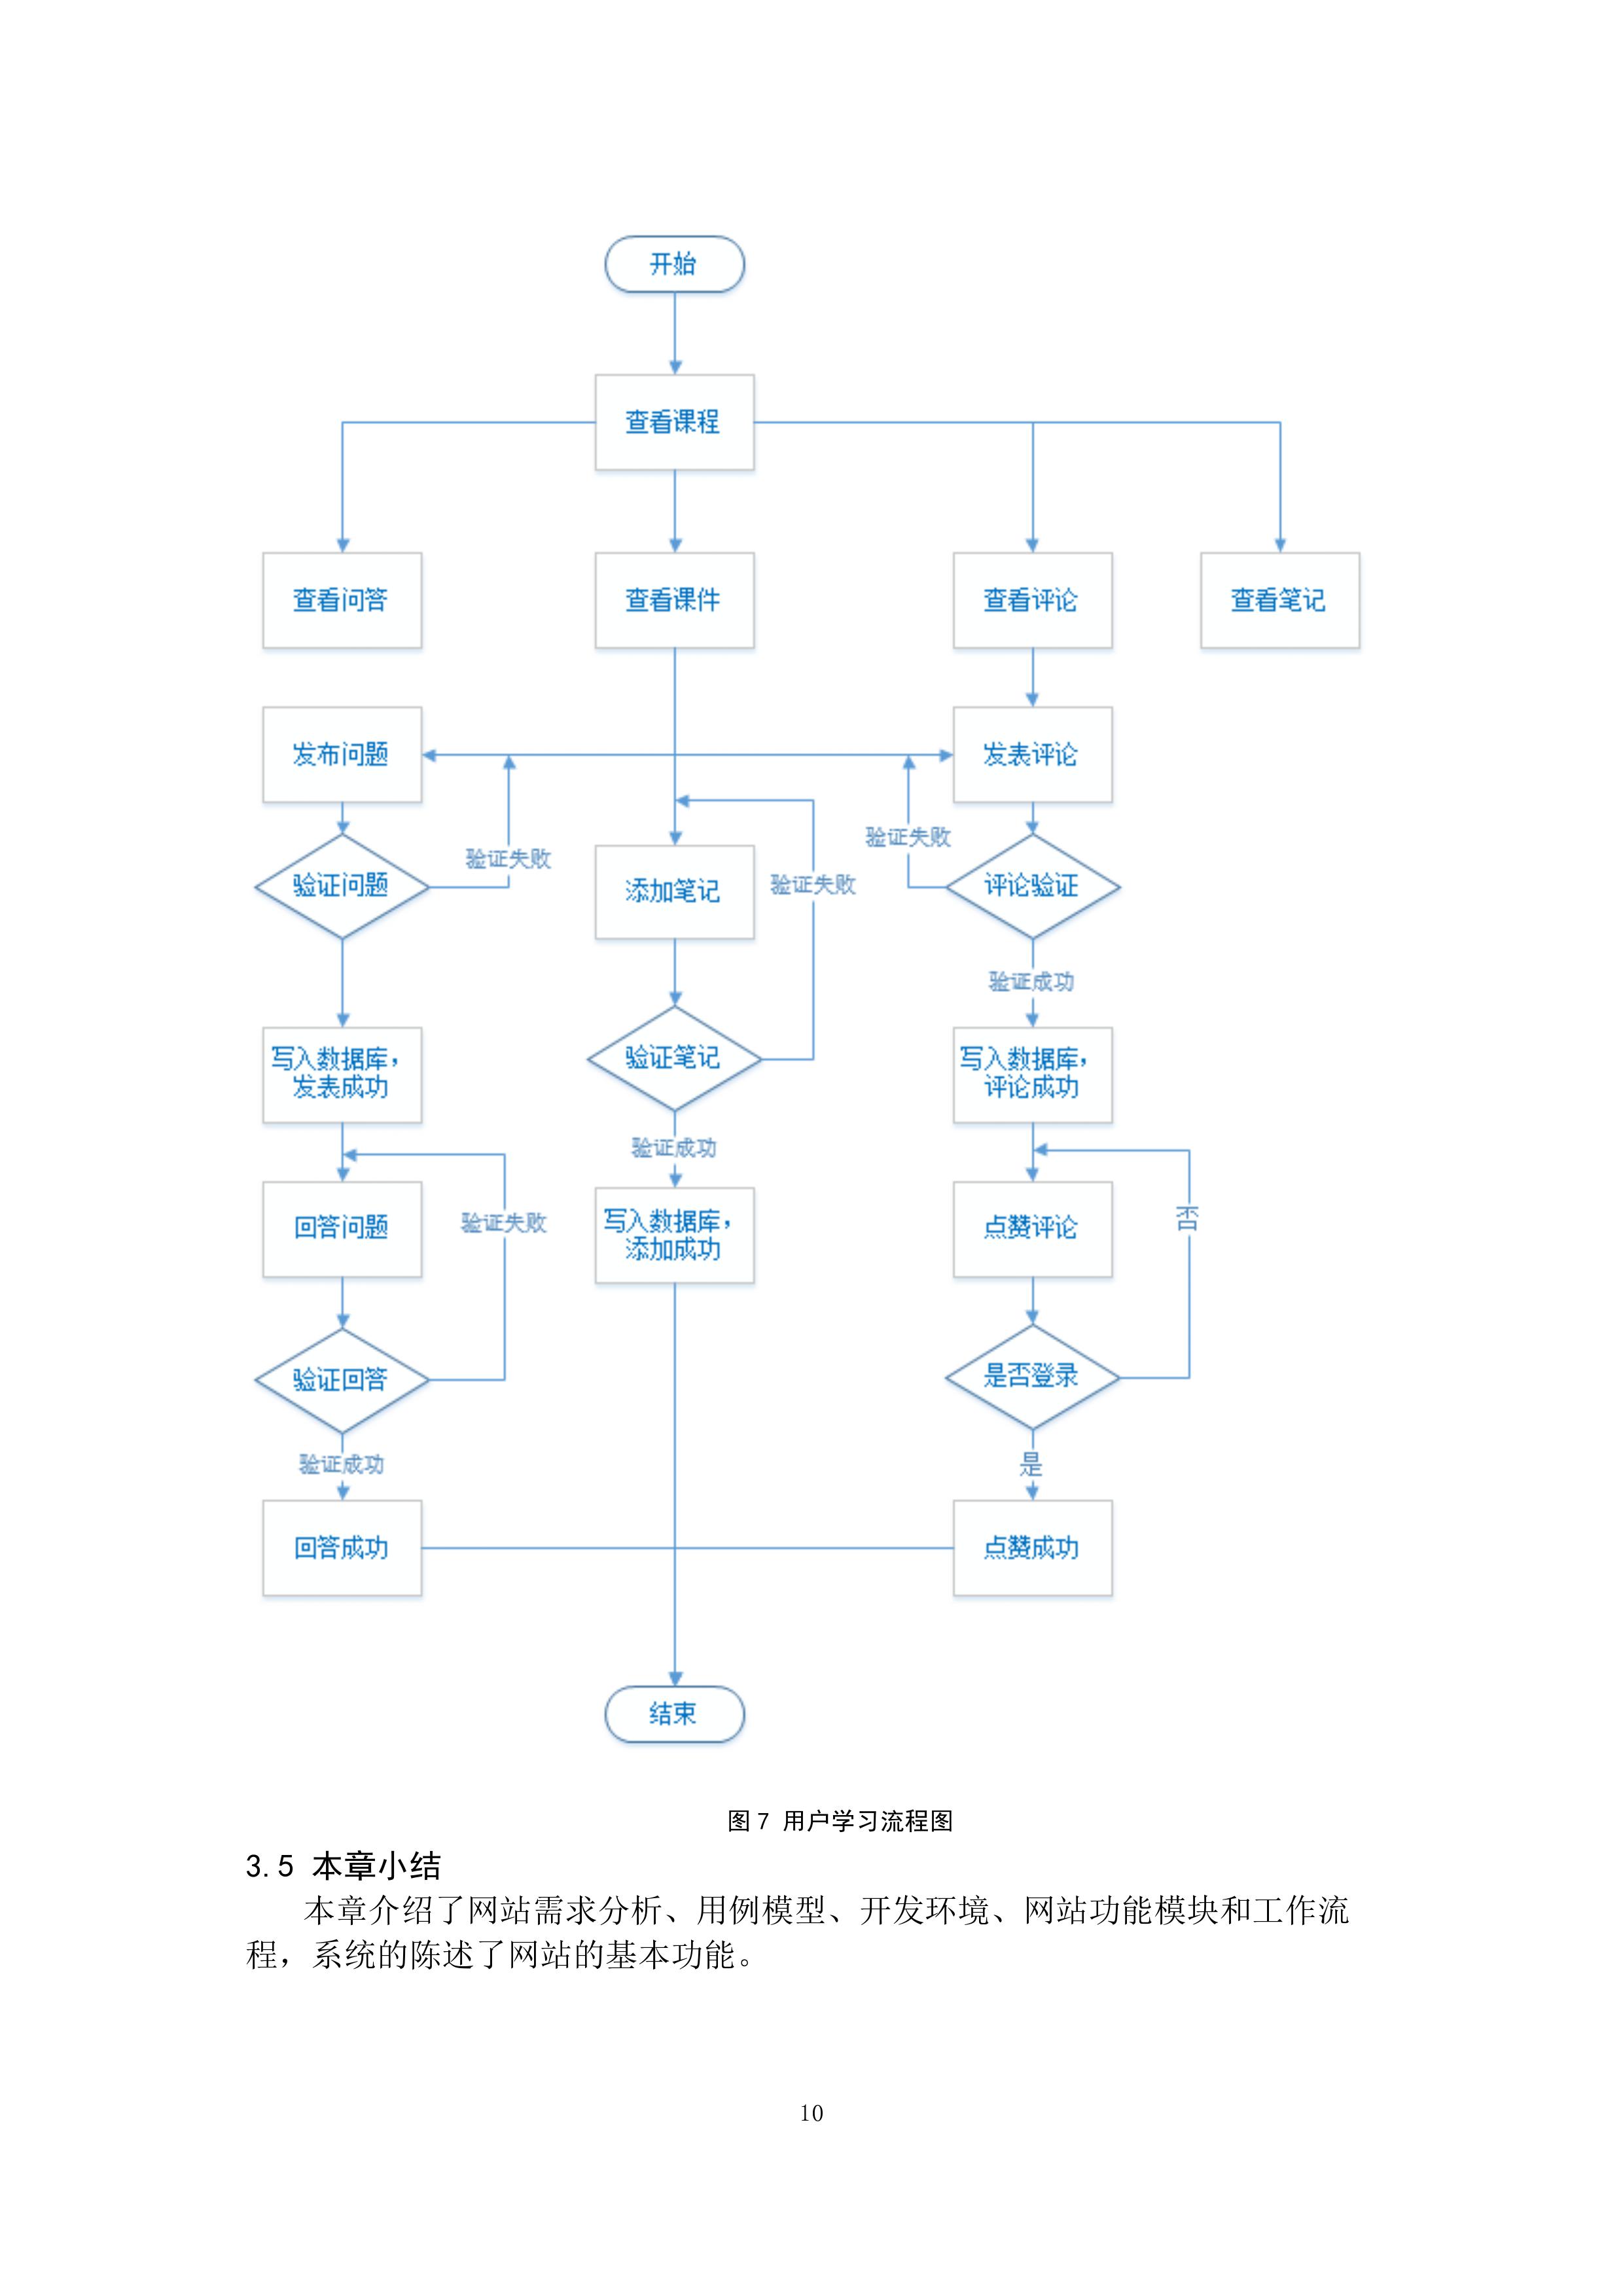 开始
查看课程
查看问答
查看课件
查看评论
查看笔记
发布问题
发表评论
验证失败
验证失败
验证问题
添加笔记
验证失败
评论验证
验证成功
写入数据库，
发表成功
验证笔记
写入数据库，
评论成功
验证成功
回答问题
验证失败
写入数据库，
添加成功
点赞评论
否
验证回答
是否登录
验证成功
是
回答成功
点赞成功
结束
图 7 用户学习流程图
3.5 本章小结
本章介绍了网站需求分析、用例模型、开发环境、网站功能模块和工作流
程，系统的陈述了网站的基本功能。
10